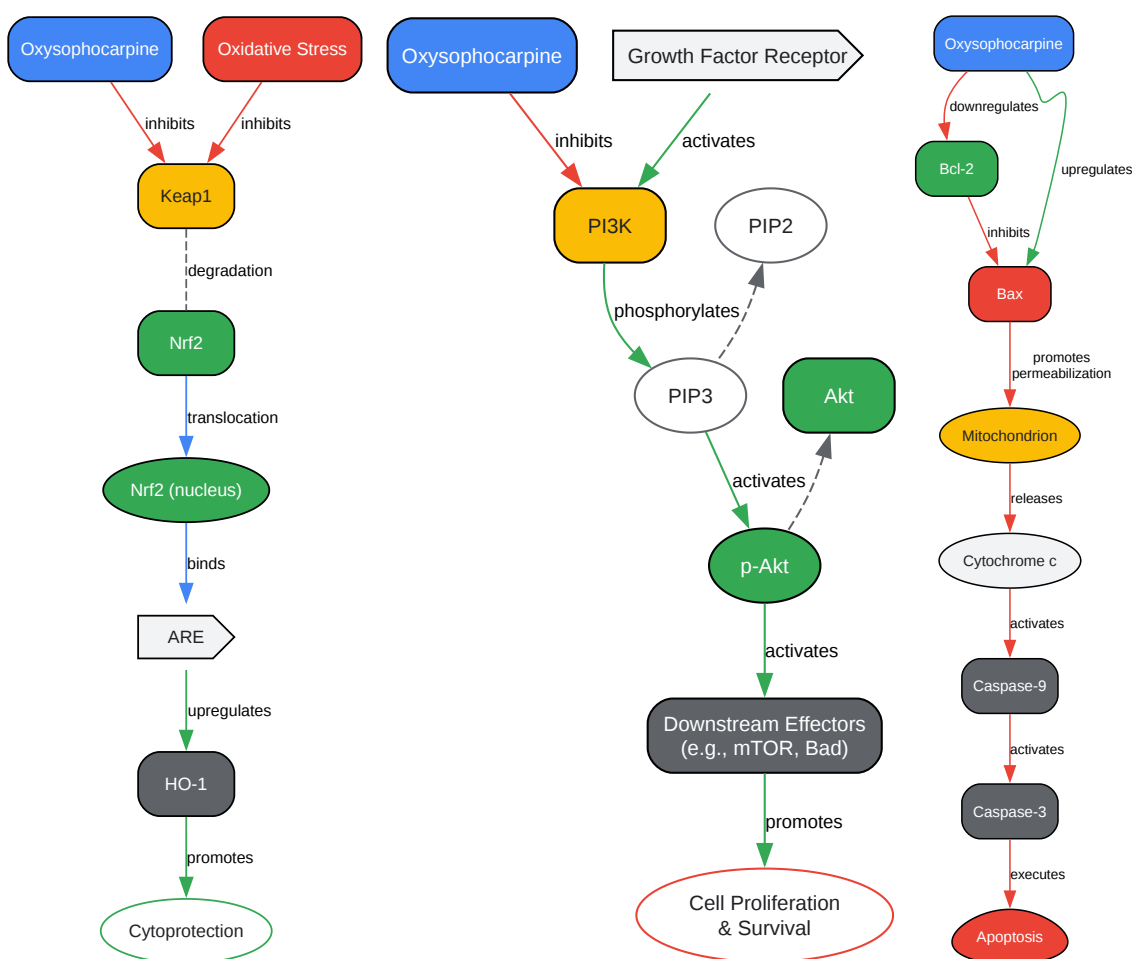 Oxysophocarpine
Oxidative Stress
inhibits
inhibits
Keap1
degradation
Nrf2
translocation
Nrf2 (nucleus)
binds
ARE
upregulates
HO-1
promotes
Cytoprotection
Oxysophocarpine
Growth Factor Receptor
inhibits
activates
PI3K
PIP2
phosphorylates
PIP3
Akt
activates
p-Akt
activates
Downstream Effectors
(e.g., mTOR, Bad)
promotes
Cell Proliferation
& Survival
Oxysophocarpine
downregulates
Bcl-2
upregulates
inhibits
Bax
promotes
permeabilization
Mitochondrion
releases
Cytochrome c
activates
Caspase-9
activates
Caspase-3
executes
Apoptosis